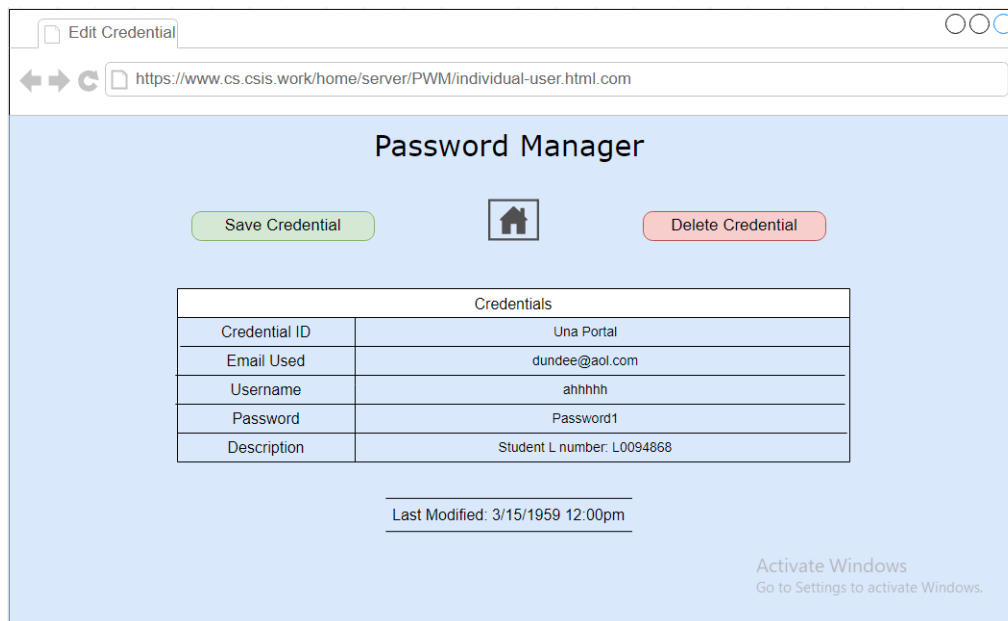 Edit Credential
https://www.cs.csis.work/home/server/PWM/individual-user.html.com
Password Manager
Save Credential
Delete Credential
Credentials
Credential ID Una Portal
Email Used dundee@aol.com
Username ahhhhh
Password Password1
Description Student L number: L0094868
Last Modified: 3/15/1959 12:00pm
Activate Windows
Go to Settings to activate Windows.